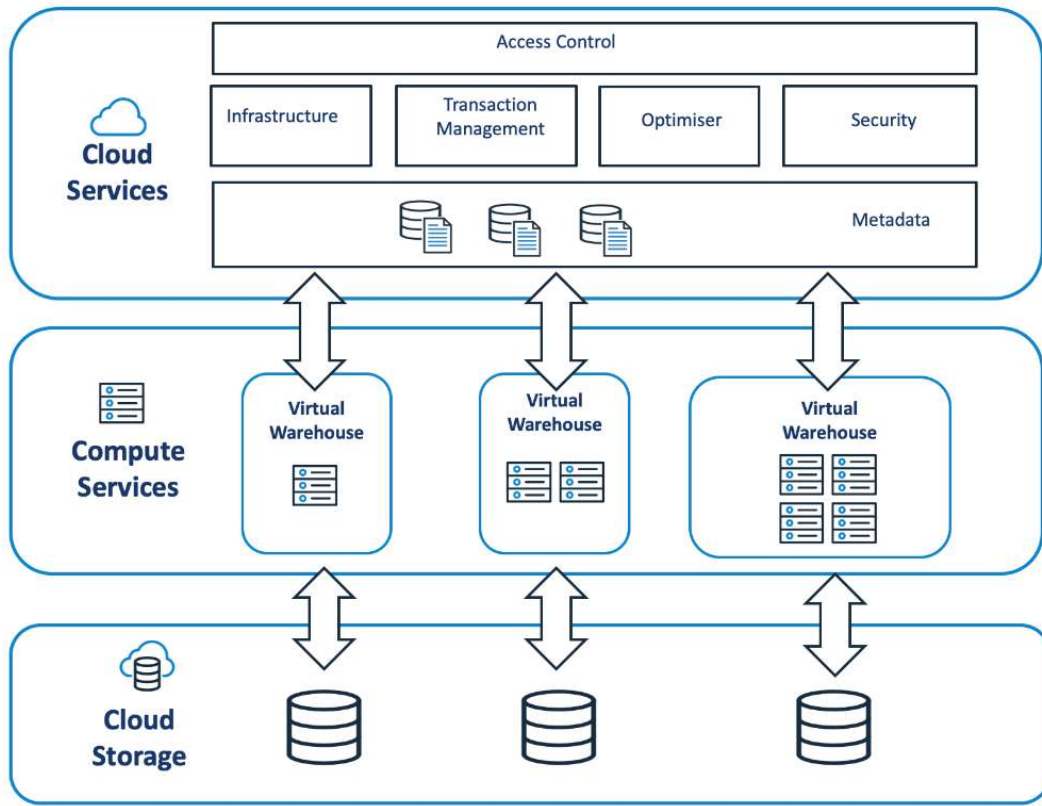 Access Control
Infrastructure
Transaction
Management
Optimiser
Security
Cloud
Services
Metadata
Virtual
Warehouse
Virtual
Warehouse
Virtual
Warehouse
Compute
Services
Cloud
Storage